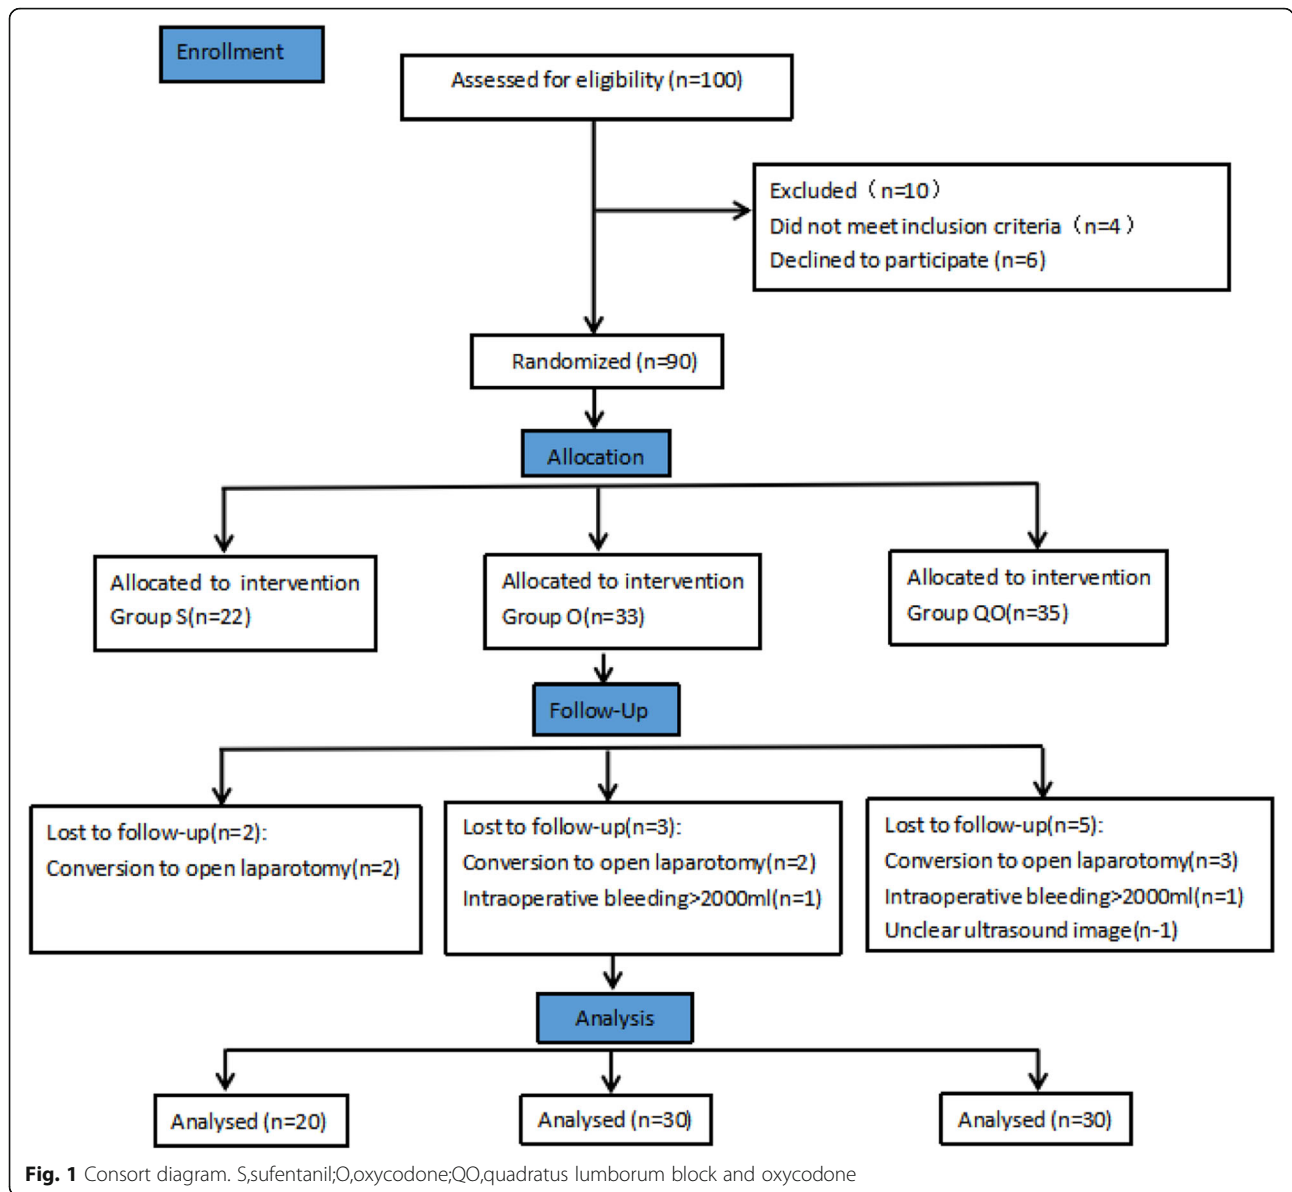 Enrollment
Assessed for eligibility (n=100)
Excluded（n=10）
Did not meet inclusion criteria（n=4）
Declined to participate (n=6)
Randomized (n=90)
Allocation
Allocated to intervention
Group S(n=22)
Allocated to intervention
Group O(n=33)
Allocated to intervention
Group QO(n=35)
Follow-Up
Lost to follow-up(n=2):
Conversion to open laparotomy(n=2)
Lost to follow-up(n=3):
Conversion to open laparotomy(n=2)
Intraoperative bleeding>2000ml(n=1)
Lost to follow-up(n=5):
Conversion to open laparotomy(n=3)
Intraoperative bleeding>2000ml(n=1)
Unclear ultrasound image(n-1)
Analysis
Analysed (n=20)
Analysed (n=30)
Analysed (n=30)
Fig. 1 Consort diagram. S,sufentanil;O,oxycodone;QO,quadratus lumborum block and oxycodone